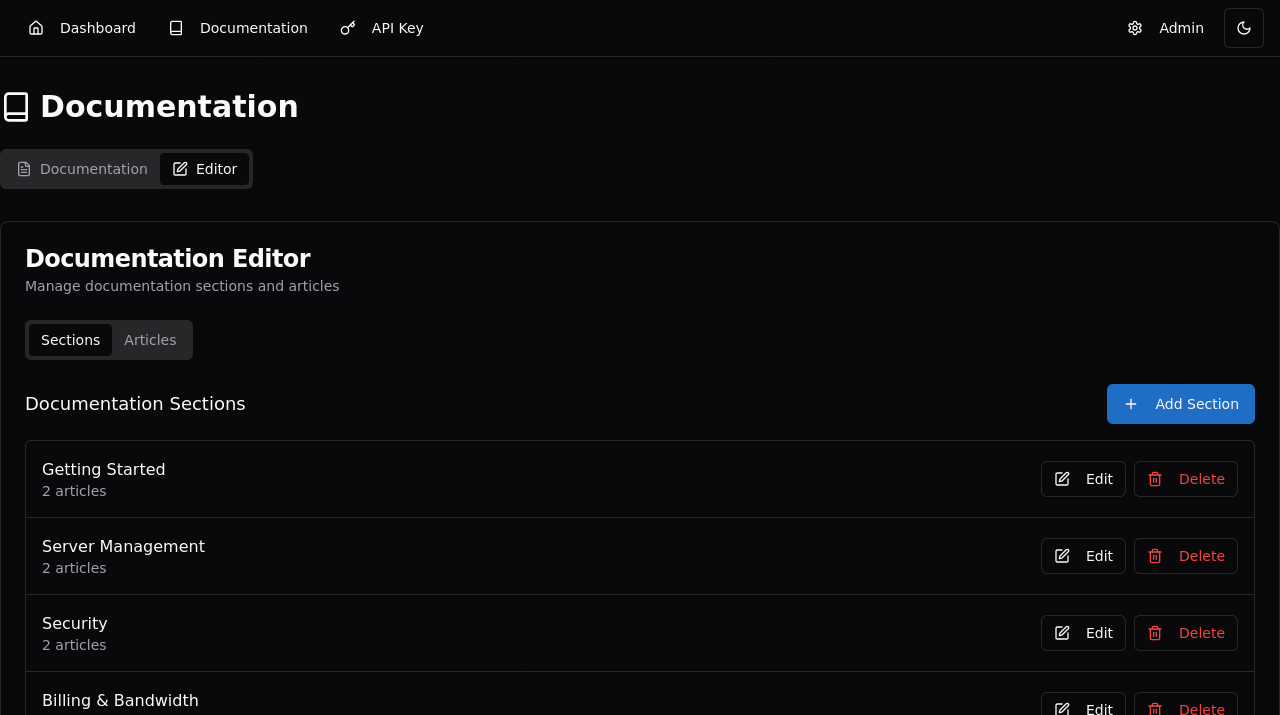 Dashboard Documentation API Key Admin
Documentation
Documentation Editor
Documentation Editor
Manage documentation sections and articles
Sections Articles
Documentation Sections Add Section
Getting Started
2 articles
Edit Delete
Server Management
2 articles
Edit Delete
Security
2 articles
Edit Delete
Billing & Bandwidth
Edit Delete